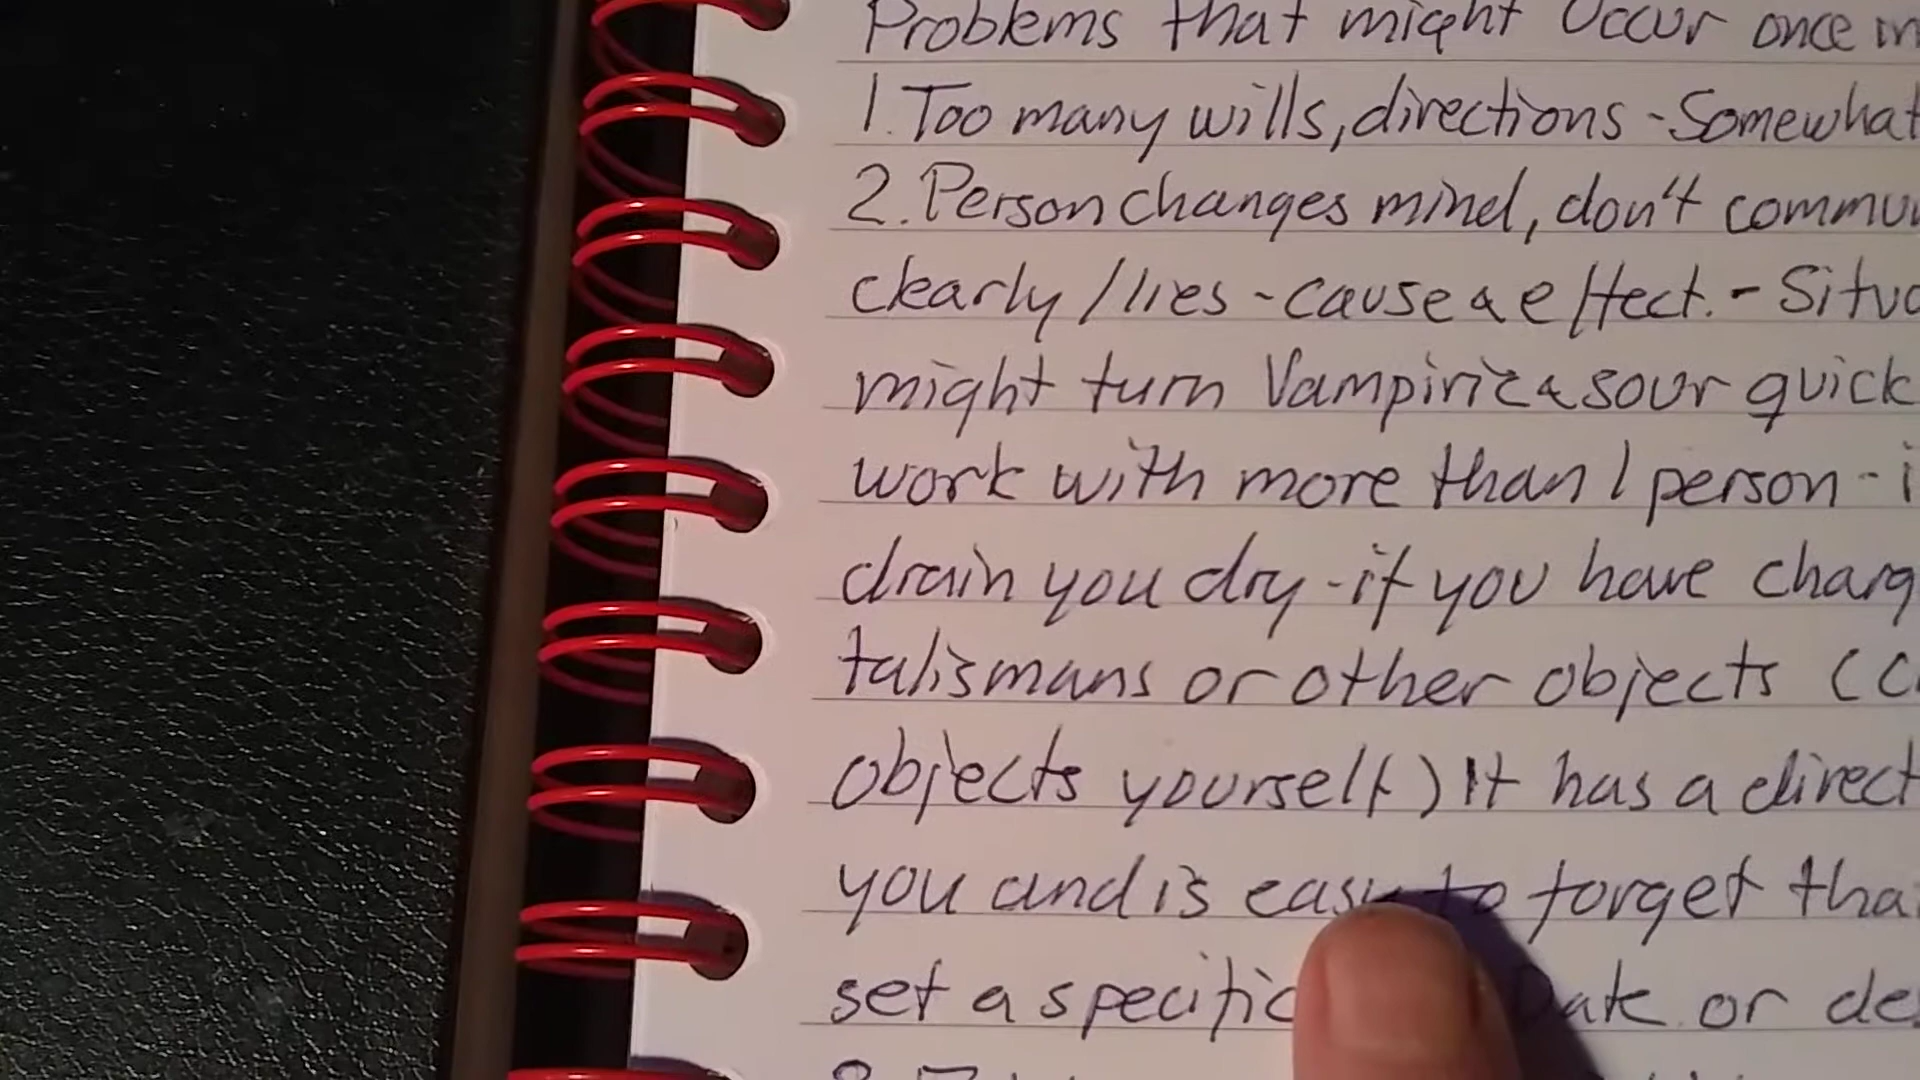 Problems that might Occur once in
1. Too many wills, directions - Somewhat
2. Person changes mind, don't commu
clearly / lies - cause & effect. - Situa
might turn Vampiric & sour quick
work with more than 1 person - i
drain you dry - if you have charg
talismans or other objects (C
objects yourself) It has a direct
you and is easy to forget tha
set a specific Date or de